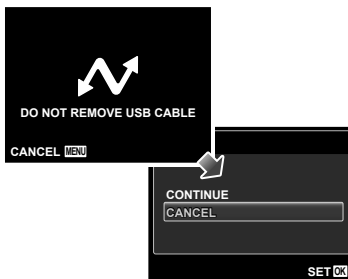 DO NOT REMOVE USB CABLE
CANCEL MENU
CONTINUE
CANCEL
SET OK